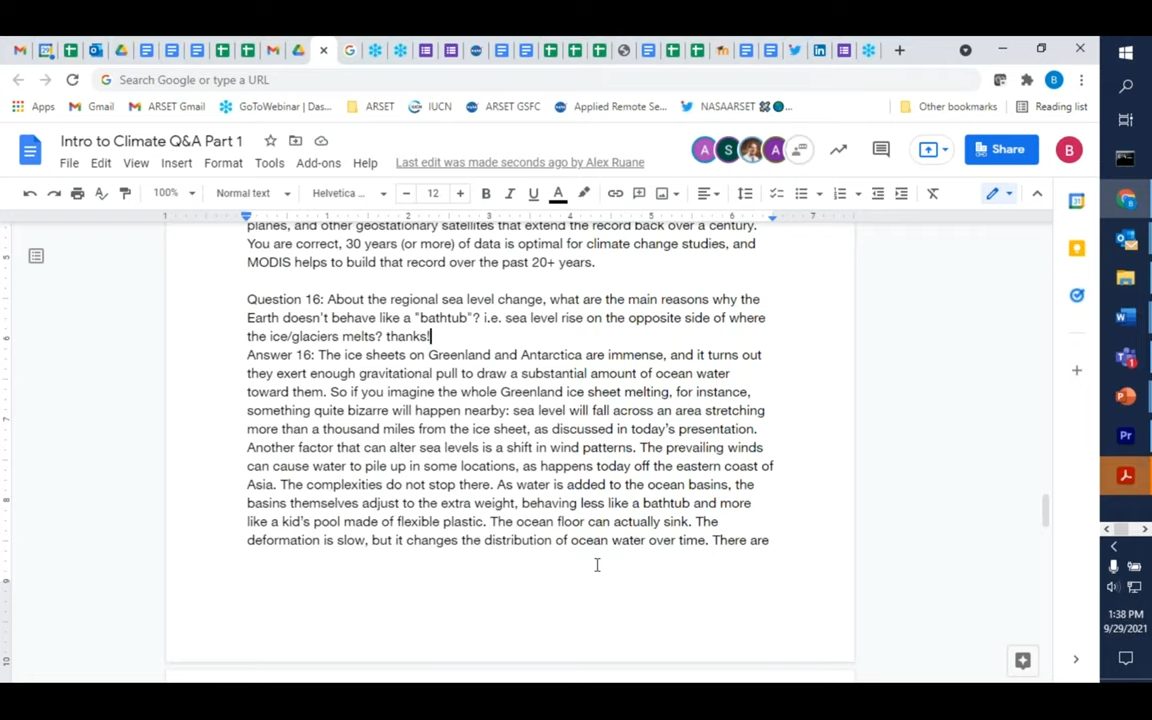 Search Google or type a URL
B
Apps
Gmail
ARSET Gmail
GoToWebinar | Das...
ARSET
IUCN
ARSET GSFC
Applied Remote Se...
NASAARSET
Other bookmarks
Reading list
Intro to Climate Q&A Part 1
File Edit View Insert Format Tools Add-ons Help
Last edit was made seconds ago by Alex Ruane
A S A
Share
B
100%
Normal text
Helvetica ...
12
B I U A
1 1 2 3 4 5 6 7
planes, and other geostationary satellites that extend the record back over a century.
You are correct, 30 years (or more) of data is optimal for climate change studies, and
MODIS helps to build that record over the past 20+ years.
Question 16: About the regional sea level change, what are the main reasons why the
Earth doesn't behave like a "bathtub"? i.e. sea level rise on the opposite side of where
the ice/glaciers melts? thanks!
Answer 16: The ice sheets on Greenland and Antarctica are immense, and it turns out
they exert enough gravitational pull to draw a substantial amount of ocean water
toward them. So if you imagine the whole Greenland ice sheet melting, for instance,
something quite bizarre will happen nearby: sea level will fall across an area stretching
more than a thousand miles from the ice sheet, as discussed in today's presentation.
Another factor that can alter sea levels is a shift in wind patterns. The prevailing winds
can cause water to pile up in some locations, as happens today off the eastern coast of
Asia. The complexities do not stop there. As water is added to the ocean basins, the
basins themselves adjust to the extra weight, behaving less like a bathtub and more
like a kid's pool made of flexible plastic. The ocean floor can actually sink. The
deformation is slow, but it changes the distribution of ocean water over time. There are
Pr
1:38 PM
9/29/2021